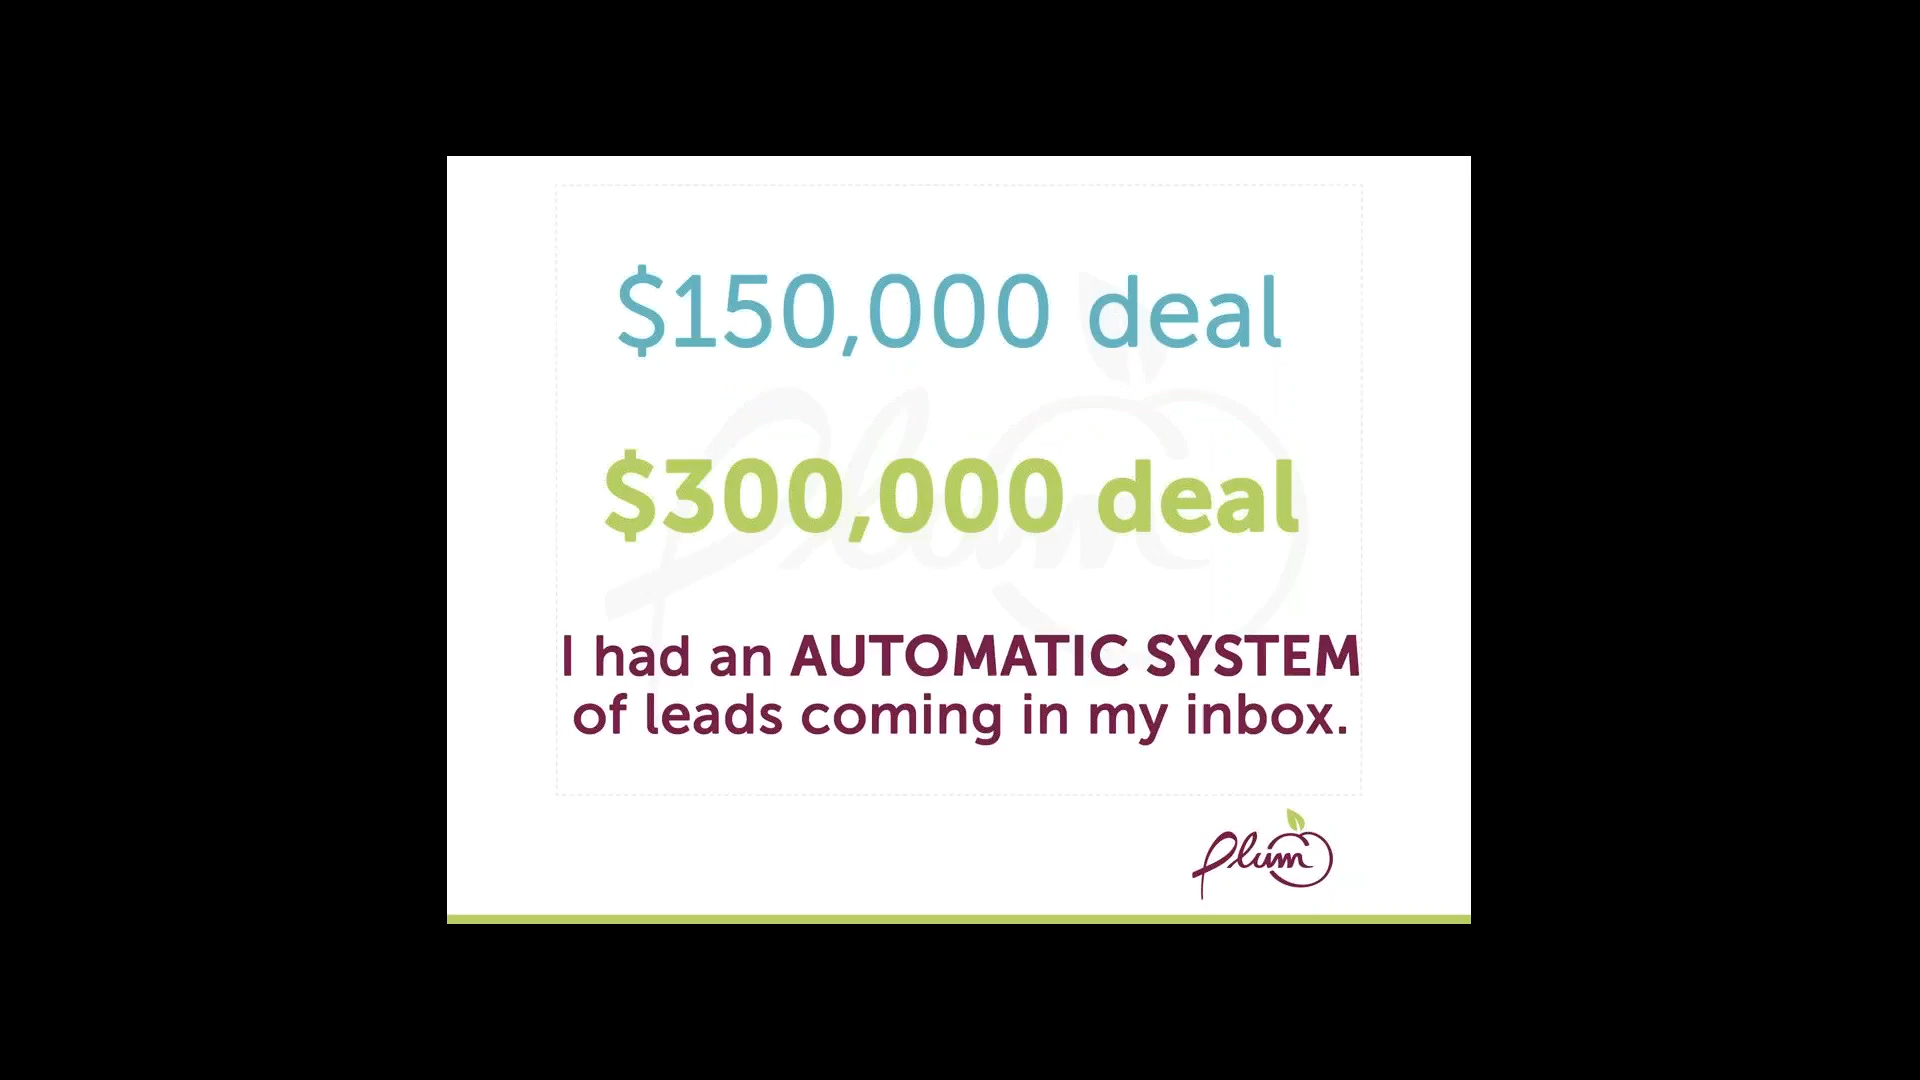 $150,000 deal
$300,000 deal
I had an AUTOMATIC SYSTEM
of leads coming in my inbox.
plum